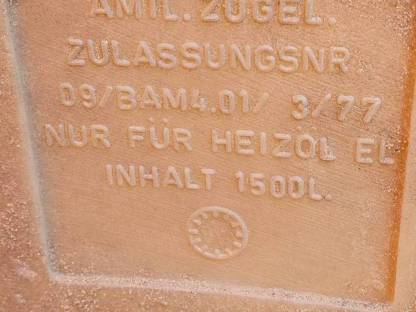 AMTL. ZUGEL.
ZULASSUNGSNR.
09/BAM4.01/ 3/77
NUR FÜR HEIZÖL EL
INHALT 1500L.